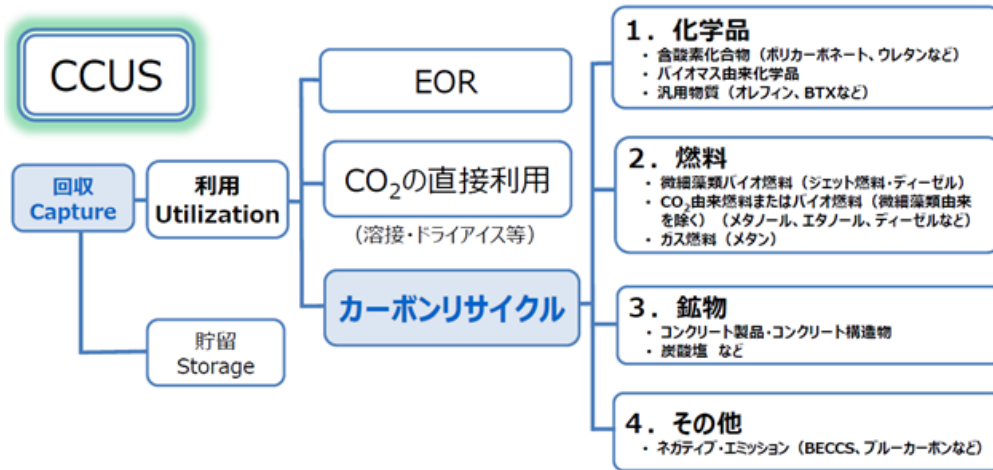 CCUS
回収
Capture
利用
Utilization
貯留
Storage
EOR
CO₂の直接利用
(溶接・ドライアイス等)
カーボンリサイクル
1. 化学品
・ 含酸素化合物(ポリカーボネート、ウレタンなど)
・ バイオマス由来化学品
・ 汎用物質(オレフィン、BTXなど)
2. 燃料
・ 微細藻類バイオ燃料(ジェット燃料・ディーゼル)
・ CO₂由来燃料またはバイオ燃料(微細藻類由来
を除く)(メタノール、エタノール、ディーゼルなど)
・ ガス燃料(メタン)
3. 鉱物
・ コンクリート製品・コンクリート構造物
・ 炭酸塩 など
4. その他
・ ネガティブ・エミッション(BECCS、ブルーカーボンなど)